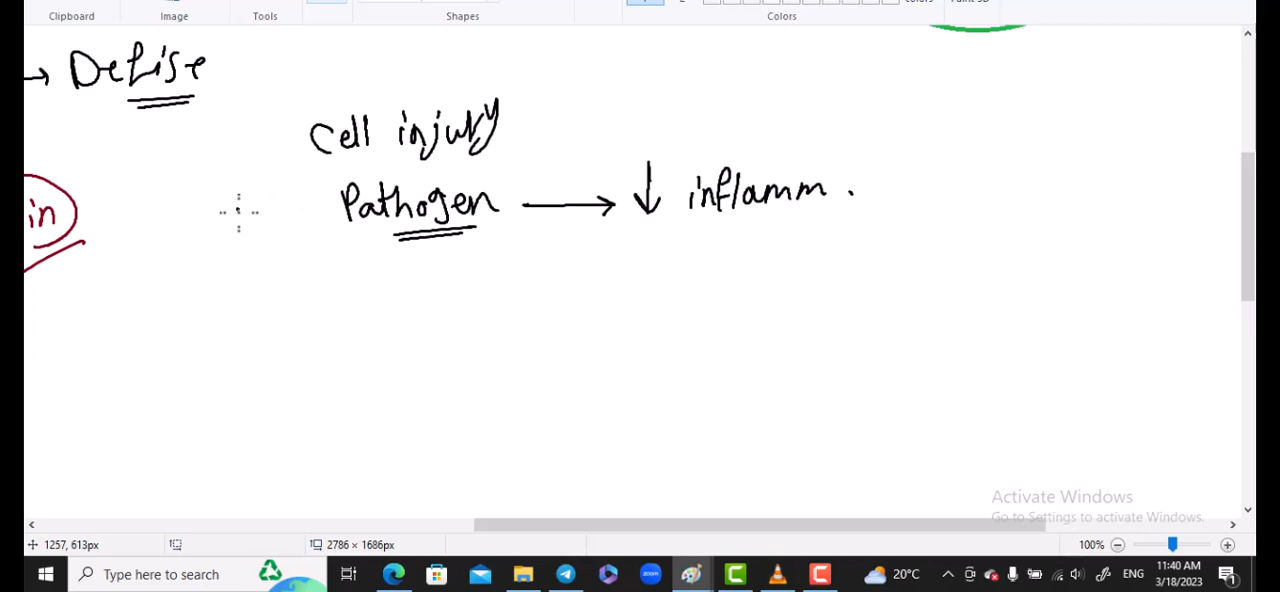 Clipboard
Image
Tools
Shapes
Colors
→ Defise
Cell injury
in
Pathogen → ↓ inflamm .
Activate Windows
Go to Settings to activate Windows.
1257, 613px
2786 × 1686px
100%
Type here to search
20°C
ENG
11:40 AM
3/18/2023